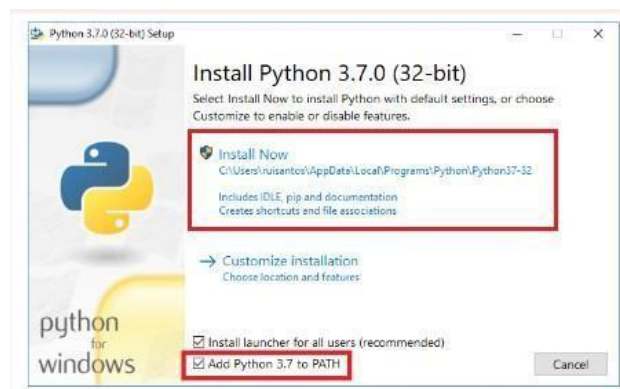 Python 3.7.0 (32-bit) Setup
Install Python 3.7.0 (32-bit)
Select Install Now to install Python with default settings, or choose
Customize to enable or disable features.
Install Now
C:\Users\ruisantos\AppData\Local\Programs\Python\Python37-32
Includes IDLE, pip and documentation
Creates shortcuts and file associations
Customize installation
Choose location and features
python
for
windows
Install launcher for all users (recommended)
Add Python 3.7 to PATH
Cancel